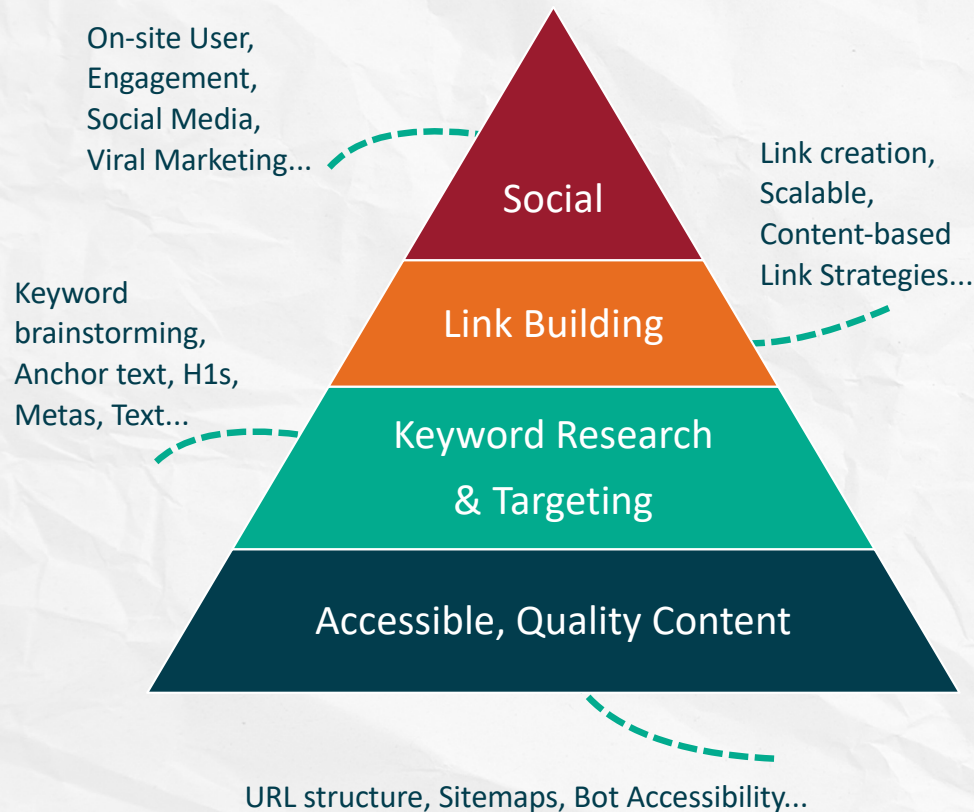 On-site User,
Engagement,
Social Media,
Viral Marketing...
Social
Link creation,
Scalable,
Content-based
Link Strategies...
Link Building
Keyword
brainstorming,
Anchor text, H1s,
Metas, Text...
Keyword Research
& Targeting
Accessible, Quality Content
URL structure, Sitemaps, Bot Accessibility...